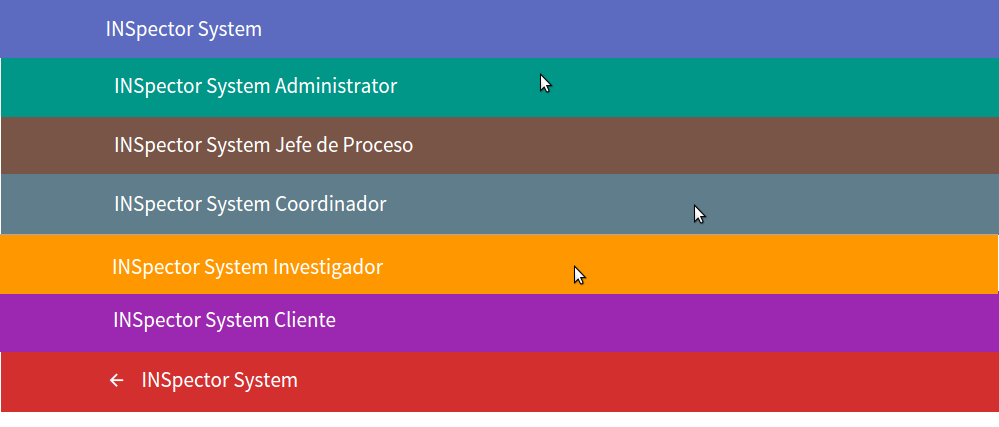 INSpector System
INSpector System Administrator
INSpector System Jefe de Proceso
INSpector System Coordinador
INSpector System Investigador
INSpector System Cliente
← INSpector System